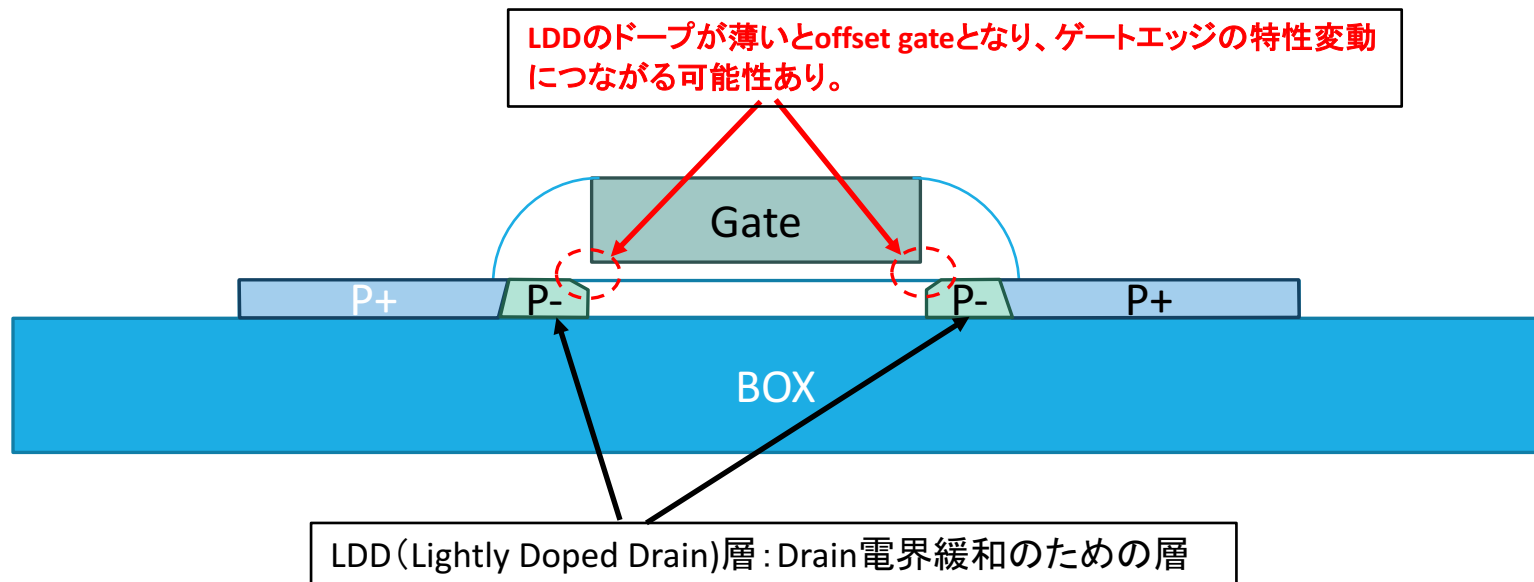 LDDのドープが薄いとoffset gateとなり、ゲートエッジの特性変動
につながる可能性あり。
Gate
P+ P- P- P+
BOX
LDD（Lightly Doped Drain)層：Drain電界緩和のための層